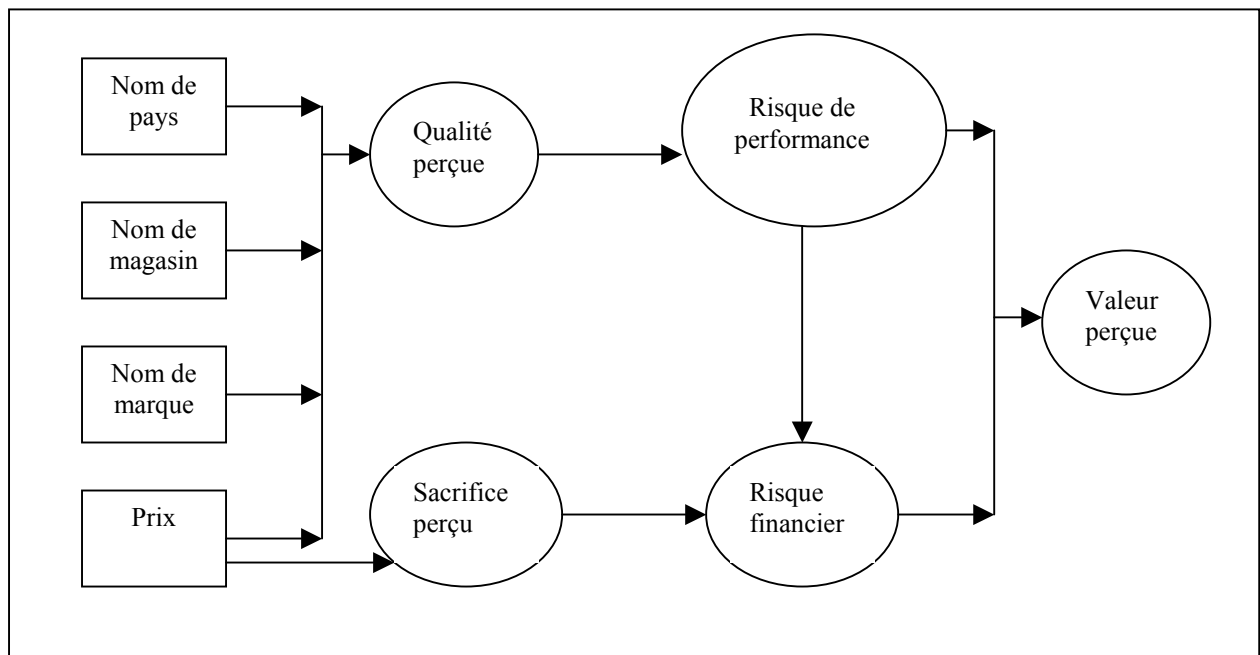 Nom de
pays
Qualité
perçue
Risque de
performance
Nom de
magasin
Valeur
perçue
Nom de
marque
Prix
Sacrifice
perçu
Risque
financier